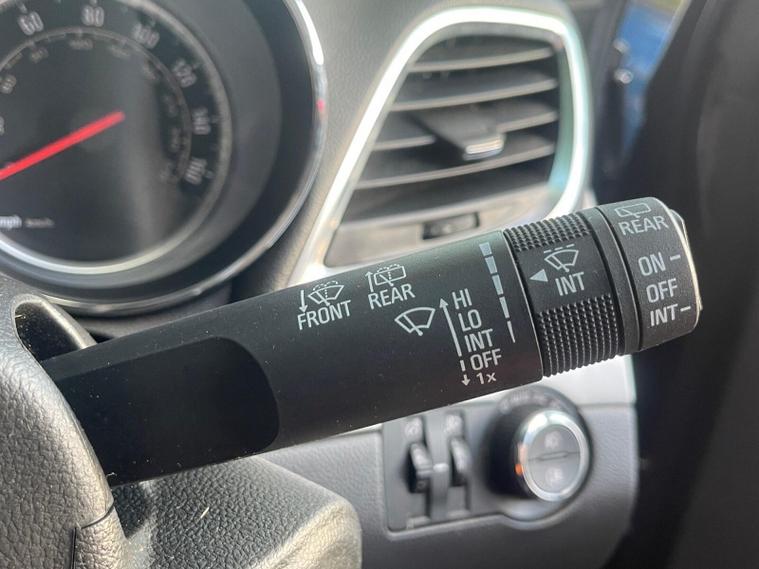 60
80
100
120
140
160
mph
FRONT
REAR
HI
LO
INT
OFF
1x
INT
REAR
ON
OFF
INT